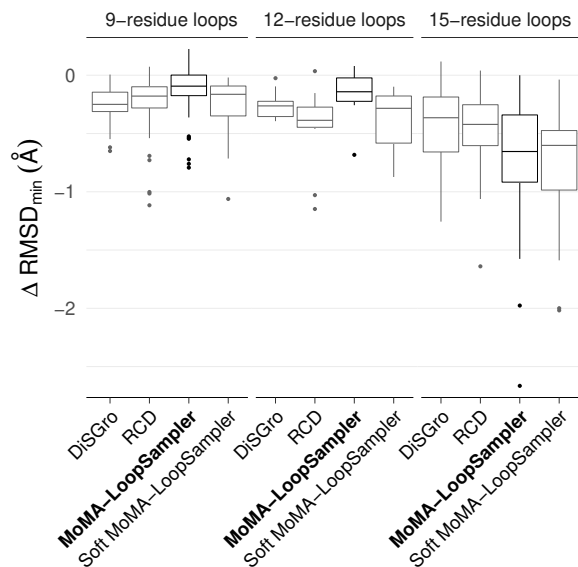 9−residue loops 12−residue loops 15−residue loops
Δ RMSDmin (Å)
0
−1
−2
DiSGro
RCD
MoMA−LoopSampler
Soft MoMA−LoopSampler
DiSGro
RCD
MoMA−LoopSampler
Soft MoMA−LoopSampler
DiSGro
RCD
MoMA−LoopSampler
Soft MoMA−LoopSampler